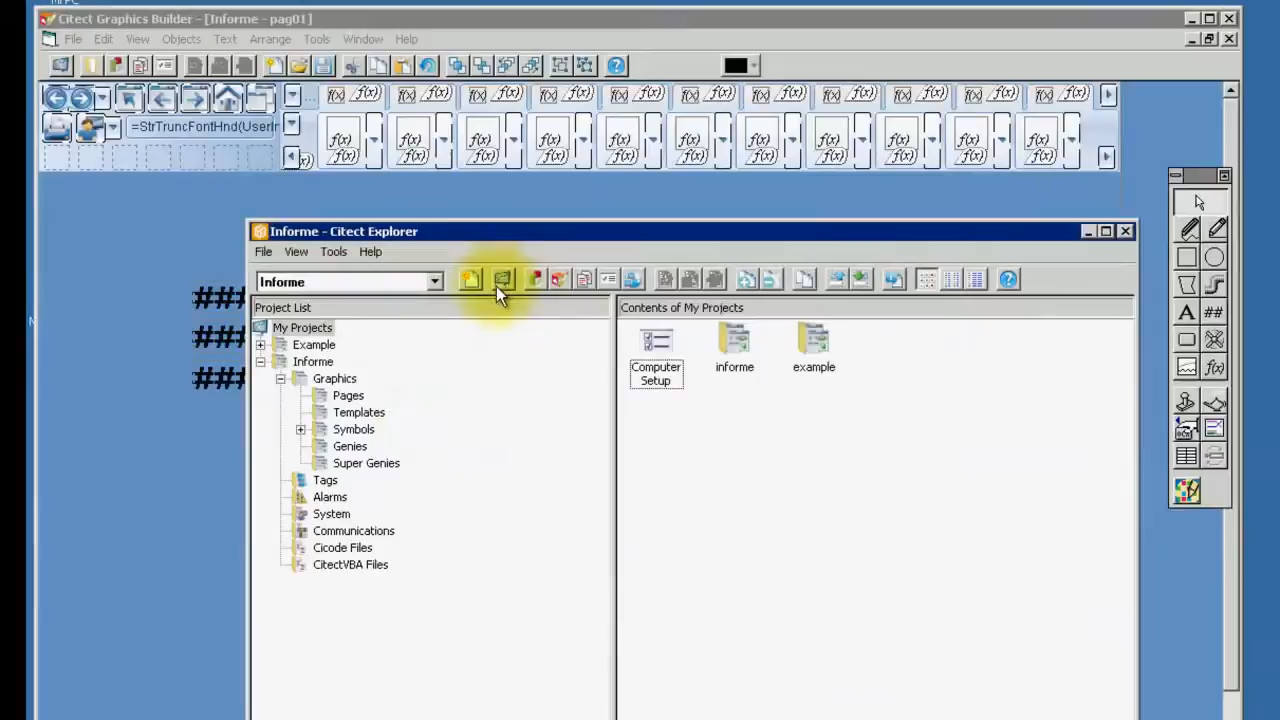 Citect Graphics Builder - [Informe - pag01]
File Edit View Objects Text Arrange Tools Window Help
f(x) f(x) f(x) f(x) f(x) f(x) f(x) f(x) f(x) f(x) f(x) f(x) f(x) f(x) f(x) f(x) f(x) f(x) f(x) f(x) f(x) f(x)
=StrTruncFontHnd(UserIn
f(x) f(x) f(x) f(x) f(x) f(x) f(x) f(x) f(x) f(x) f(x)
f(x) f(x) f(x) f(x) f(x) f(x) f(x) f(x) f(x) f(x) f(x)
Informe - Citect Explorer
File View Tools Help
Informe
Project List
Contents of My Projects
My Projects
Example
Informe
Graphics
Pages
Templates
Symbols
Genies
Super Genies
Tags
Alarms
System
Communications
Cicode Files
CitectVBA Files
Computer
Setup
informe
example
###
###
###
A ##
f(x)